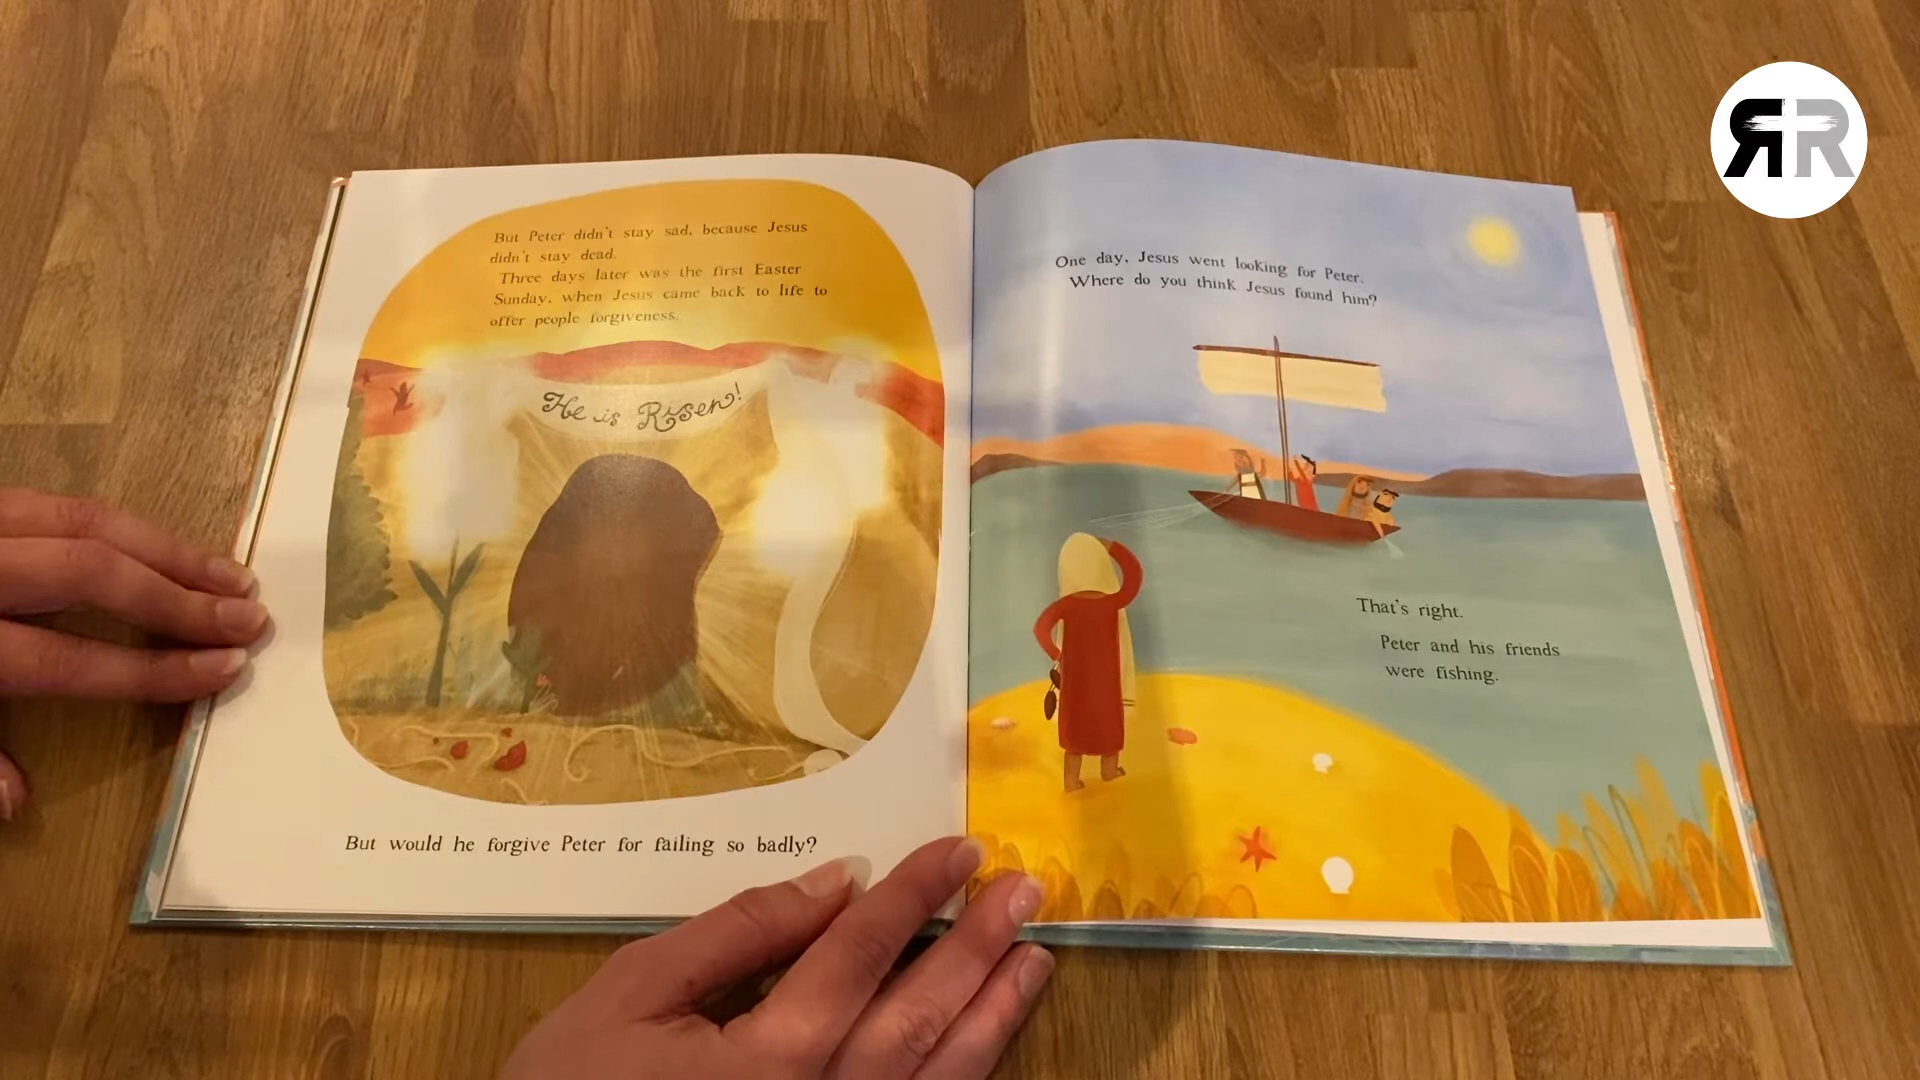 But Peter didn't stay sad, because Jesus
didn't stay dead.
Three days later was the first Easter
Sunday, when Jesus came back to life to
offer people forgiveness.
He is Risen!
But would he forgive Peter for failing so badly?
One day, Jesus went looking for Peter.
Where do you think Jesus found him?
That's right.
Peter and his friends
were fishing.
RR